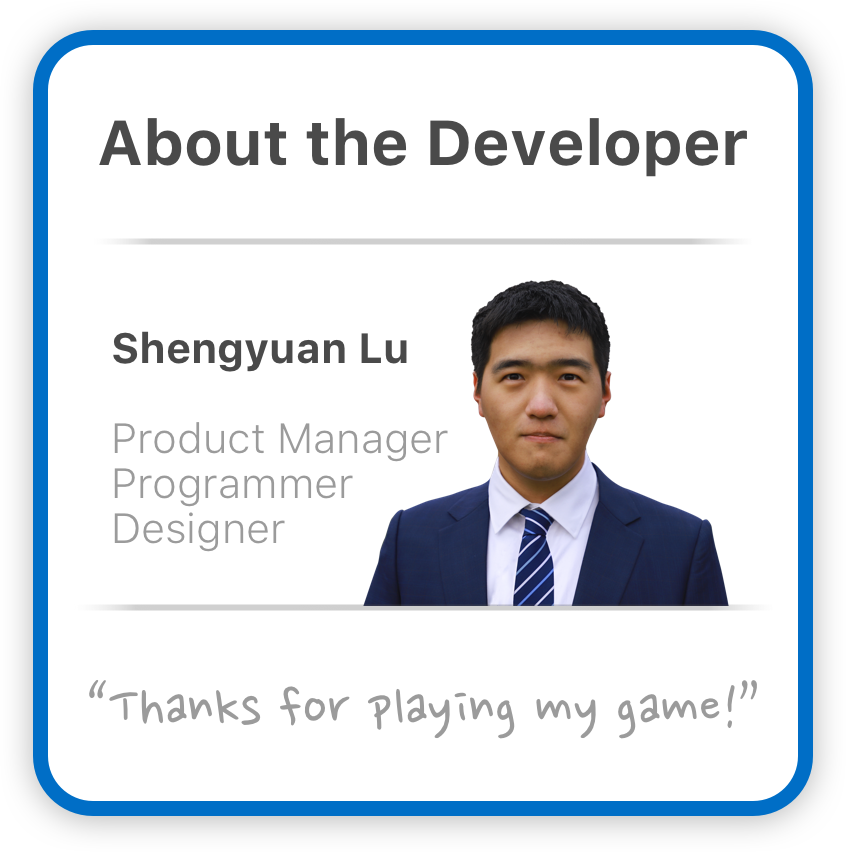 About the Developer
Shengyuan Lu
Product Manager
Programmer
Designer
“Thanks for playing my game!”